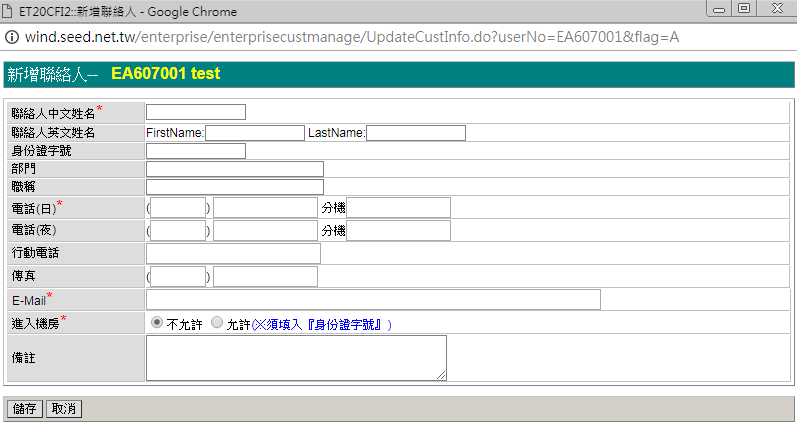 ET20CFI2::新增聯絡人 - Google Chrome
wind.seed.net.tw/enterprise/enterprisecustmanage/UpdateCustInfo.do?userNo=EA607001&flag=A
新增聯絡人-- EA607001 test
聯絡人中文姓名*
聯絡人英文姓名 FirstName: LastName:
身份證字號
部門
職稱
電話(日)* ( ) 分機
電話(夜) ( ) 分機
行動電話
傳真 ( )
E-Mail*
進入機房* 不允許 允許(※須填入『身份證字號』)
備註
儲存 取消